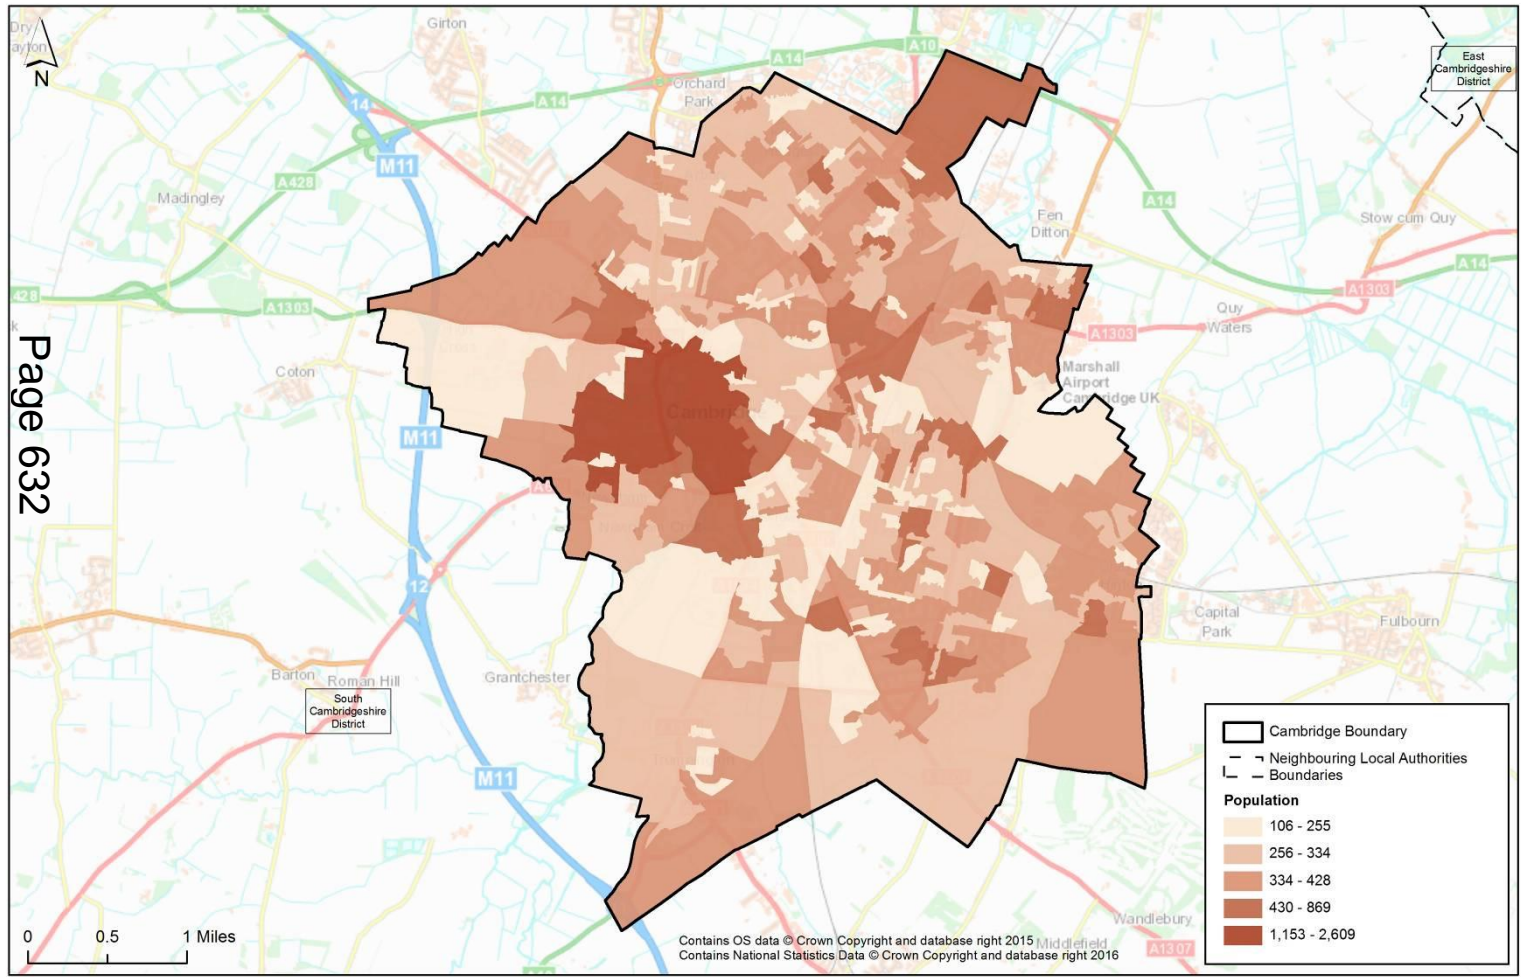 Girton
A10
A14
East
Cambridgeshire
District
N
Orchard
Park
14
A14
M11
A428
Madingley
A14
Fen
Ditton
Stow cum Quy
A14
428
A1303
A1303
Quy
Waters
A1303
Coton
Marshall
Airport
Cambridge UK
Page 632
M11
12
Capital
Park
Fulbourn
Barton
Roman Hill
Grantchester
South
Cambridgeshire
District
M11
Cambridge Boundary
Neighbouring Local Authorities
Boundaries
Population
106 - 255
256 - 334
334 - 428
430 - 869
1,153 - 2,609
0 0.5 1 Miles
Wandlebury
Contains OS data © Crown Copyright and database right 2015
Middlefield
A1307
Contains National Statistics Data © Crown Copyright and database right 2016